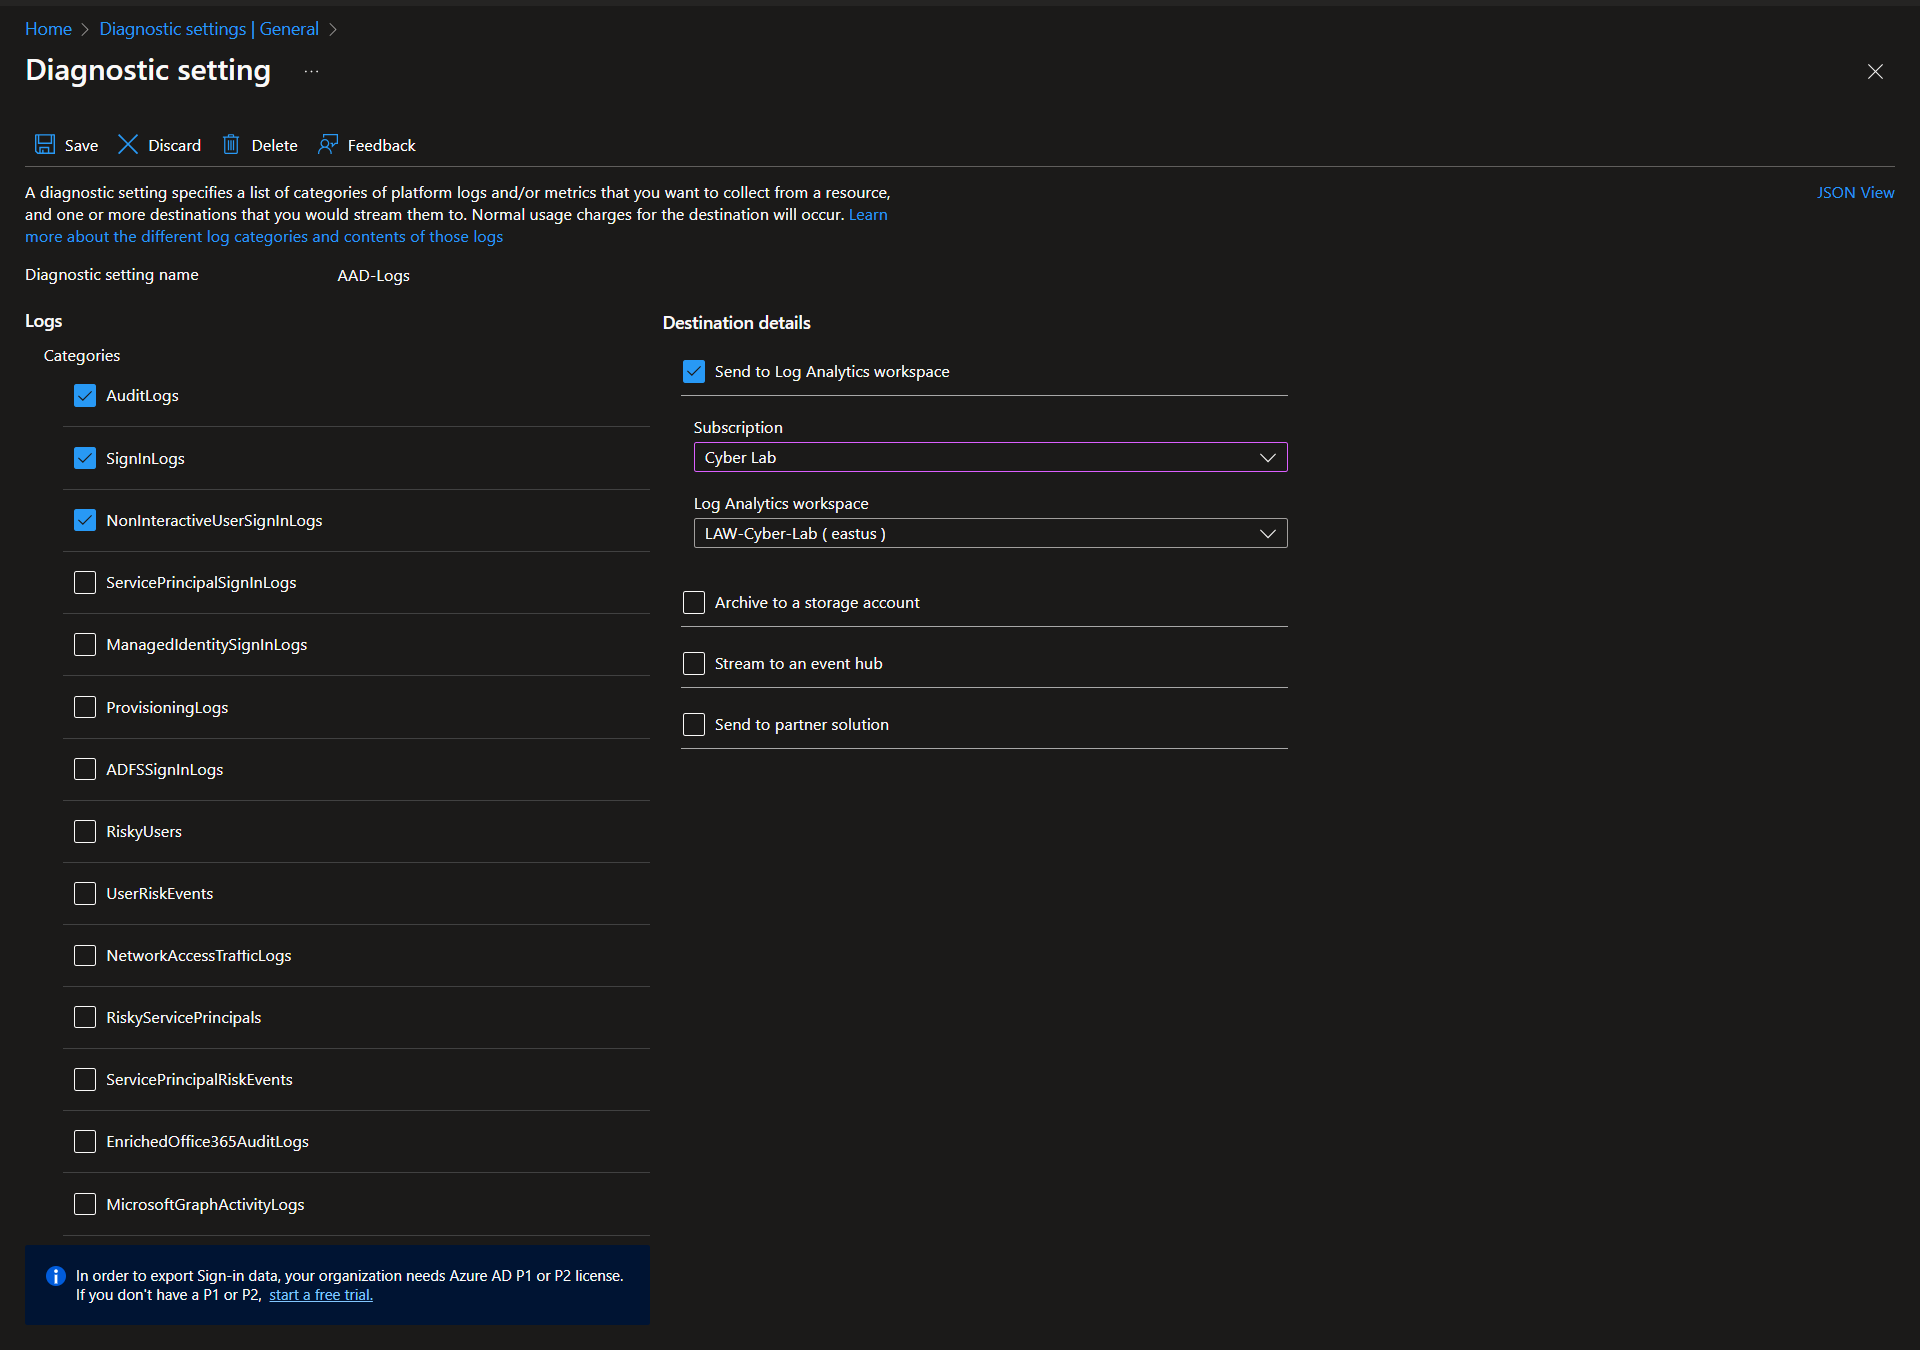 Home > Diagnostic settings | General >
Diagnostic setting ...
Save Discard Delete Feedback
A diagnostic setting specifies a list of categories of platform logs and/or metrics that you want to collect from a resource,
and one or more destinations that you would stream them to. Normal usage charges for the destination will occur. Learn
more about the different log categories and contents of those logs
JSON View
Diagnostic setting name AAD-Logs
Logs
Categories
AuditLogs
SignInLogs
NonInteractiveUserSignInLogs
ServicePrincipalSignInLogs
ManagedIdentitySignInLogs
ProvisioningLogs
ADFSSignInLogs
RiskyUsers
UserRiskEvents
NetworkAccessTrafficLogs
RiskyServicePrincipals
ServicePrincipalRiskEvents
EnrichedOffice365AuditLogs
MicrosoftGraphActivityLogs
In order to export Sign-in data, your organization needs Azure AD P1 or P2 license.
If you don't have a P1 or P2, start a free trial.
Destination details
Send to Log Analytics workspace
Subscription
Cyber Lab
Log Analytics workspace
LAW-Cyber-Lab ( eastus )
Archive to a storage account
Stream to an event hub
Send to partner solution